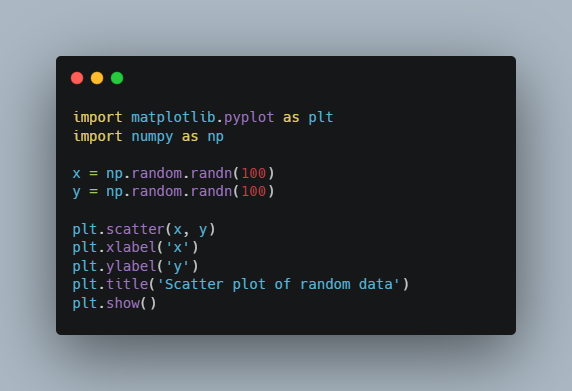 import matplotlib.pyplot as plt
import numpy as np
x = np.random.randn(100)
y = np.random.randn(100)
plt.scatter(x, y)
plt.xlabel('x')
plt.ylabel('y')
plt.title('Scatter plot of random data')
plt.show()